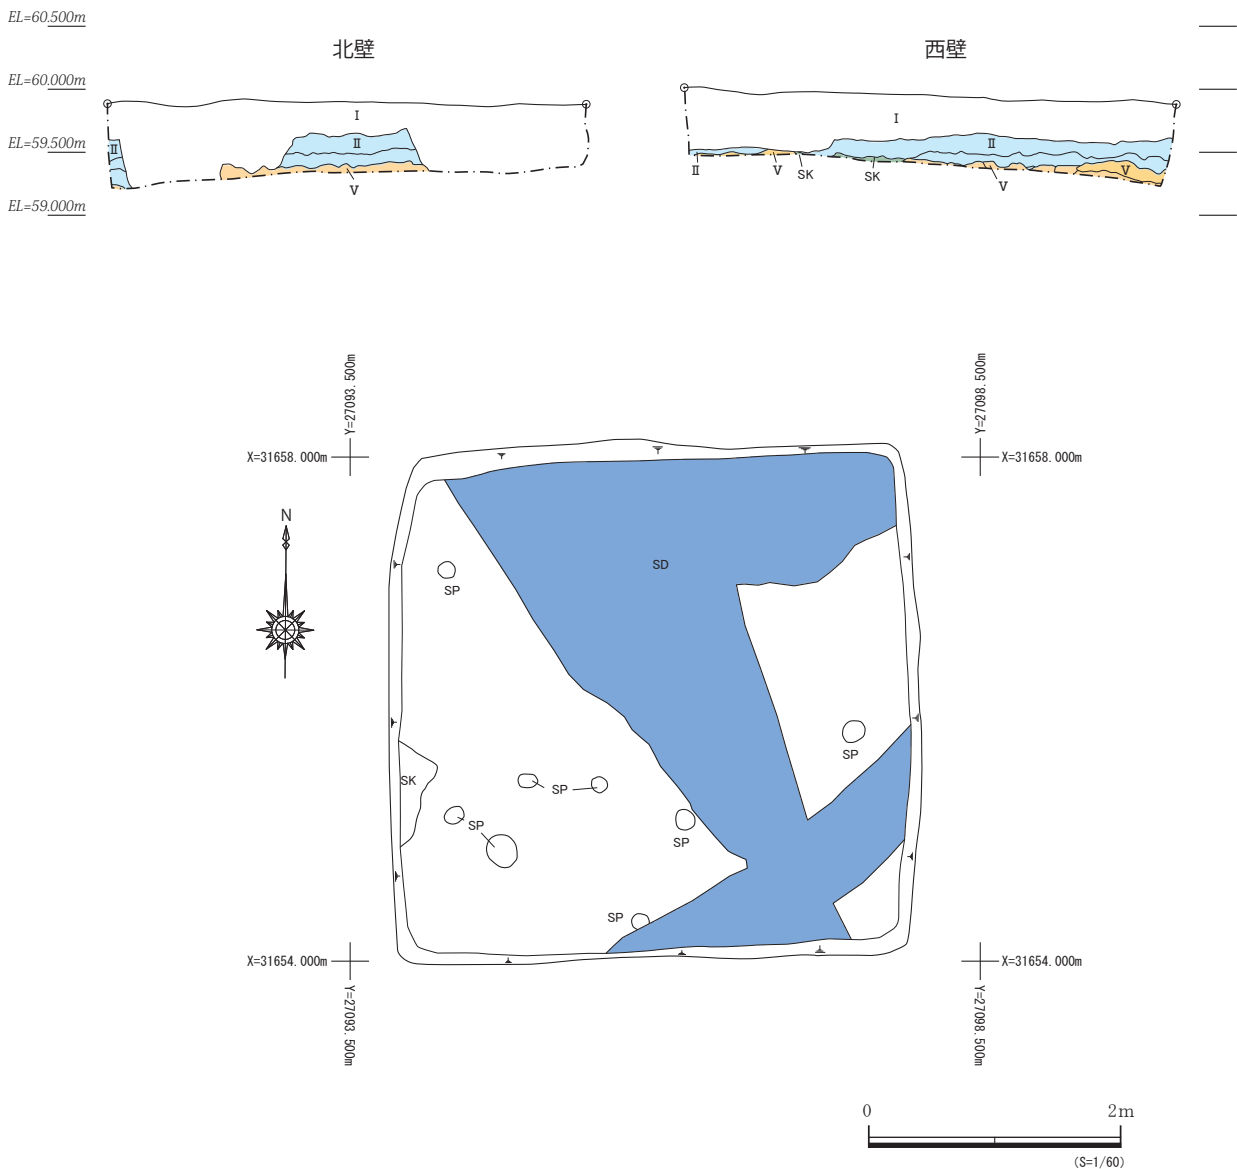 EL=60.500m
北壁
西壁
EL=60.000m
I
I
EL=59.500m
Ⅱ
Ⅱ
Ⅱ
Ⅱ
V
SK
SK
V
V
V
EL=59.000m
Y=27093.500m
Y=27098.500m
X=31658.000m
X=31658.000m
N
SD
SP
SP
SK
SP
SP
SP
SP
X=31654.000m
X=31654.000m
Y=27093.500m
Y=27098.500m
0
2m
(S=1/60)